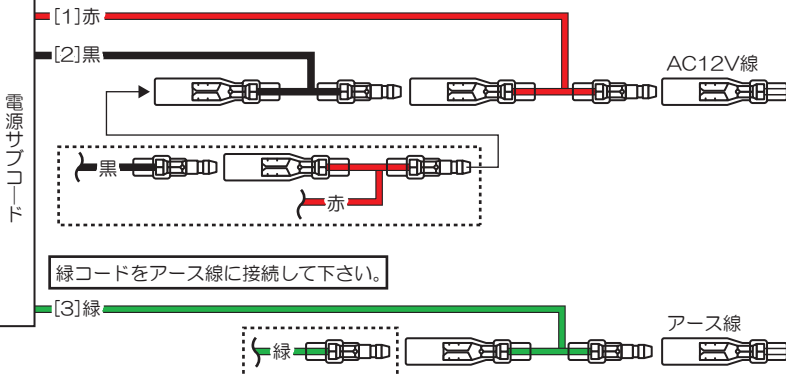 [1]赤
[2]黒
AC12V線
電源サブコード
黒
赤
緑コードをアース線に接続して下さい。
[3]緑
アース線
緑